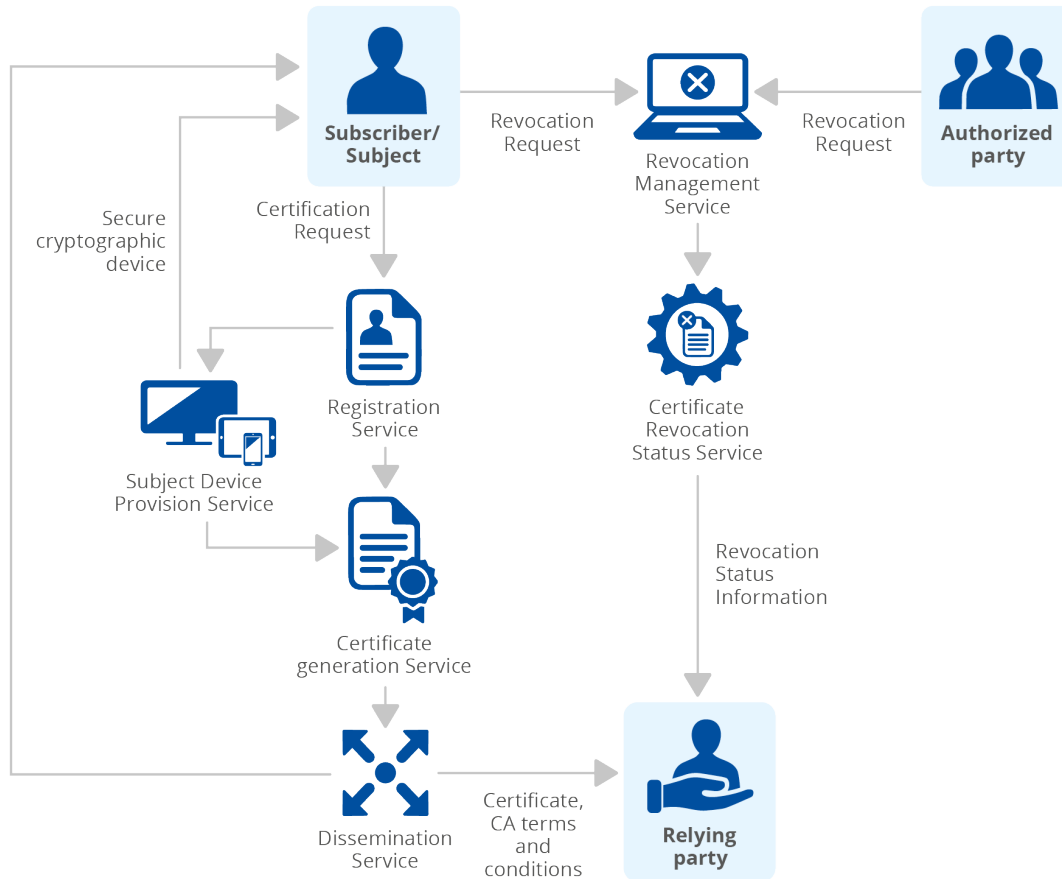 Subscriber/
Subject
Revocation
Request
Revocation
Management
Service
Revocation
Request
Authorized
party
Secure
cryptographic
device
Certification
Request
Registration
Service
Certificate
Revocation
Status Service
Subject Device
Provision Service
Revocation
Status
Information
Certificate
generation Service
Dissemination
Service
Certificate,
CA terms
and
conditions
Relying
party